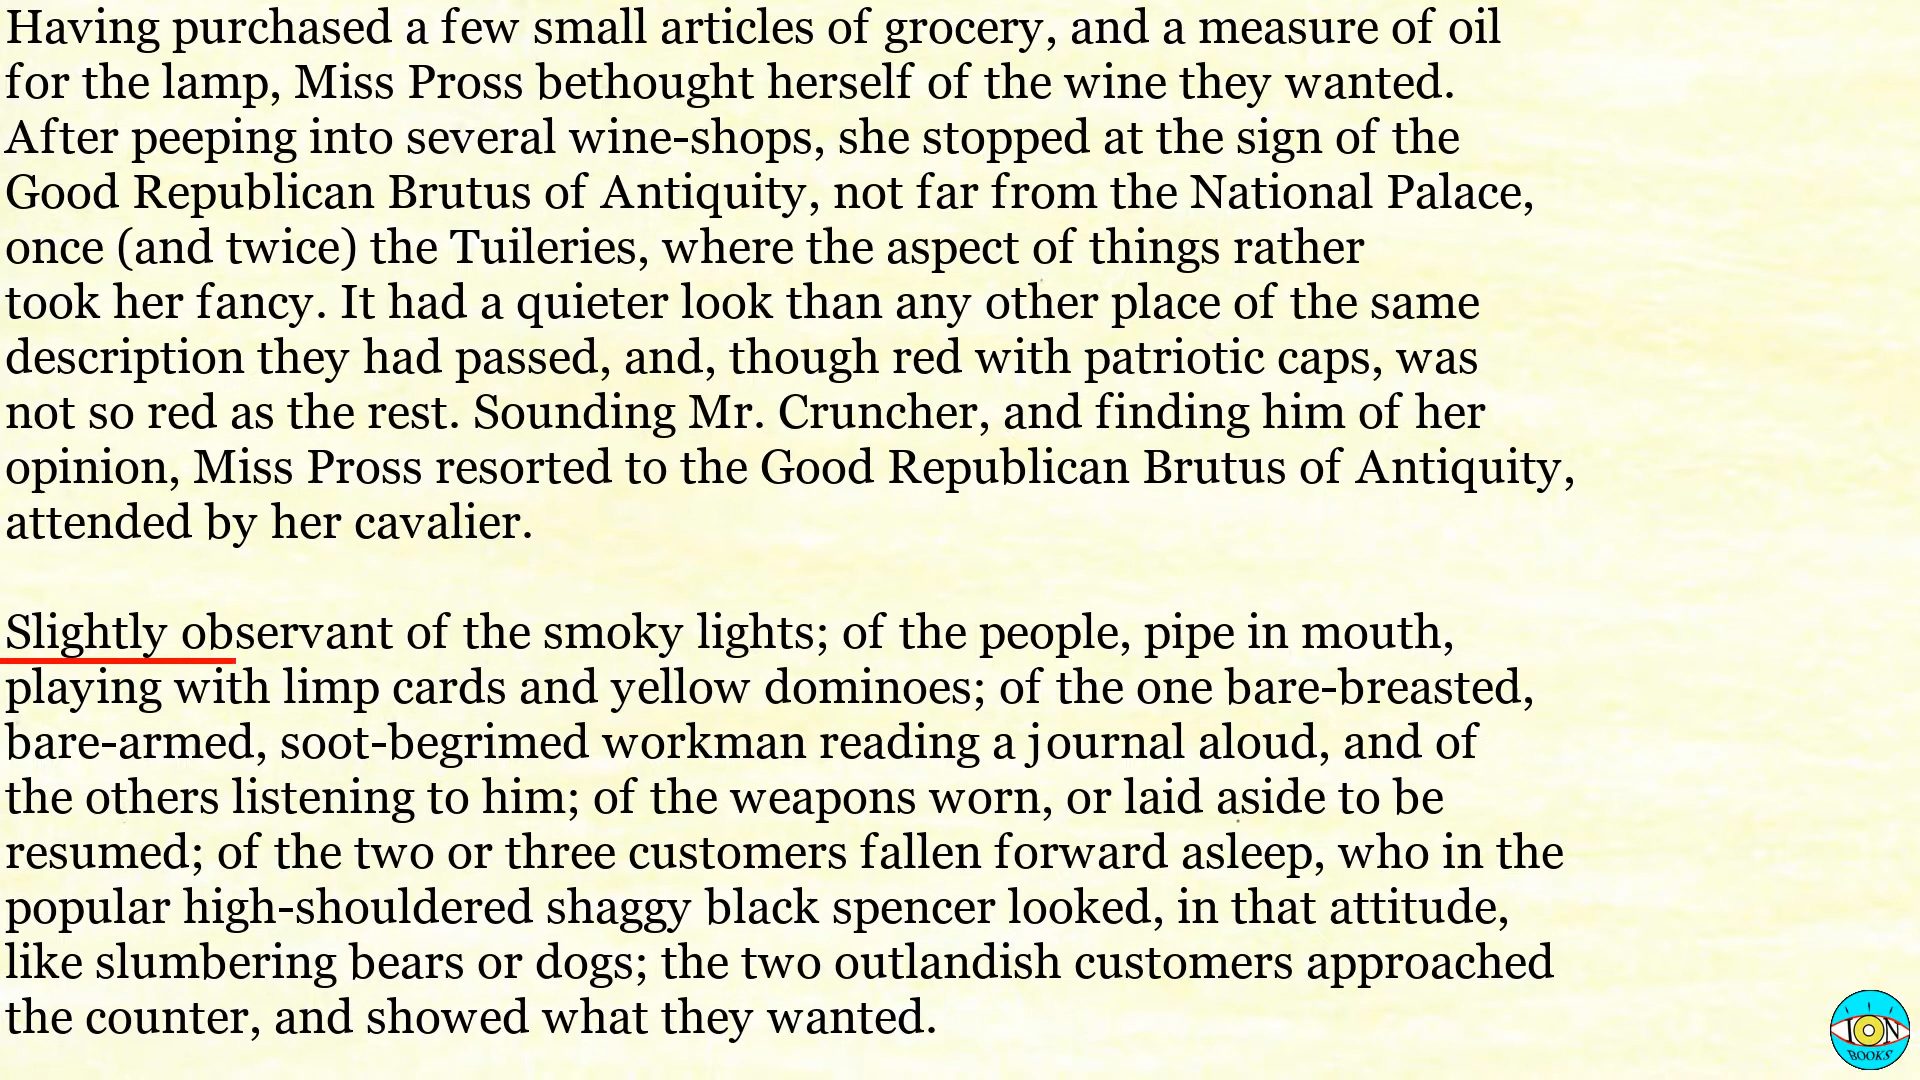 Having purchased a few small articles of grocery, and a measure of oil
for the lamp, Miss Pross bethought herself of the wine they wanted.
After peeping into several wine-shops, she stopped at the sign of the
Good Republican Brutus of Antiquity, not far from the National Palace,
once (and twice) the Tuileries, where the aspect of things rather
took her fancy. It had a quieter look than any other place of the same
description they had passed, and, though red with patriotic caps, was
not so red as the rest. Sounding Mr. Cruncher, and finding him of her
opinion, Miss Pross resorted to the Good Republican Brutus of Antiquity,
attended by her cavalier.
Slightly observant of the smoky lights; of the people, pipe in mouth,
playing with limp cards and yellow dominoes; of the one bare-breasted,
bare-armed, soot-begrimed workman reading a journal aloud, and of
the others listening to him; of the weapons worn, or laid aside to be
resumed; of the two or three customers fallen forward asleep, who in the
popular high-shouldered shaggy black spencer looked, in that attitude,
like slumbering bears or dogs; the two outlandish customers approached
the counter, and showed what they wanted.
ION
BOOKS